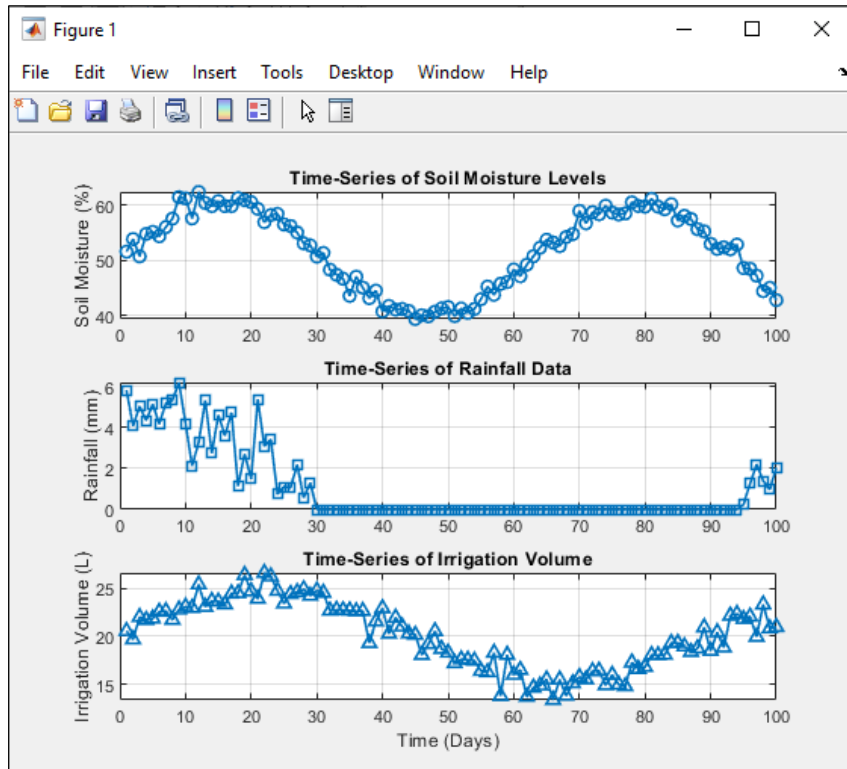 Figure 1
File Edit View Insert Tools Desktop Window Help
Time-Series of Soil Moisture Levels
Soil Moisture (%)
60
50
40
0 10 20 30 40 50 60 70 80 90 100
Time-Series of Rainfall Data
Rainfall (mm)
6
4
2
0
0 10 20 30 40 50 60 70 80 90 100
Time-Series of Irrigation Volume
Irrigation Volume (L)
25
20
15
0 10 20 30 40 50 60 70 80 90 100
Time (Days)